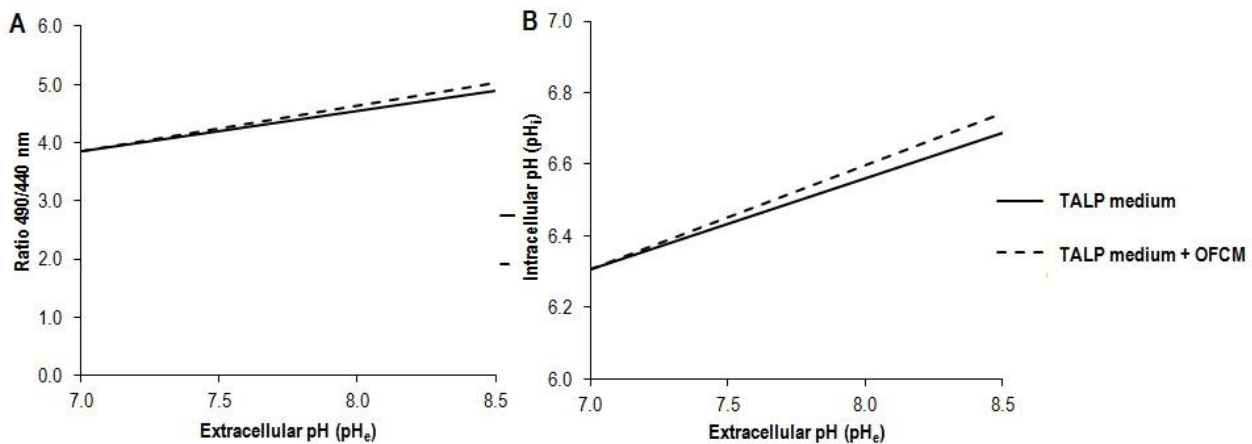 A
6.0
5.0
4.0
3.0
2.0
1.0
0.0
Ratio 490/440 nm
7.0
7.5
8.0
8.5
Extracellular pH (pHe)
B
7.0
6.8
6.6
6.4
6.2
6.0
Intracellular pH (pHi)
7.0
7.5
8.0
8.5
Extracellular pH (pHe)
TALP medium
TALP medium + OFCM